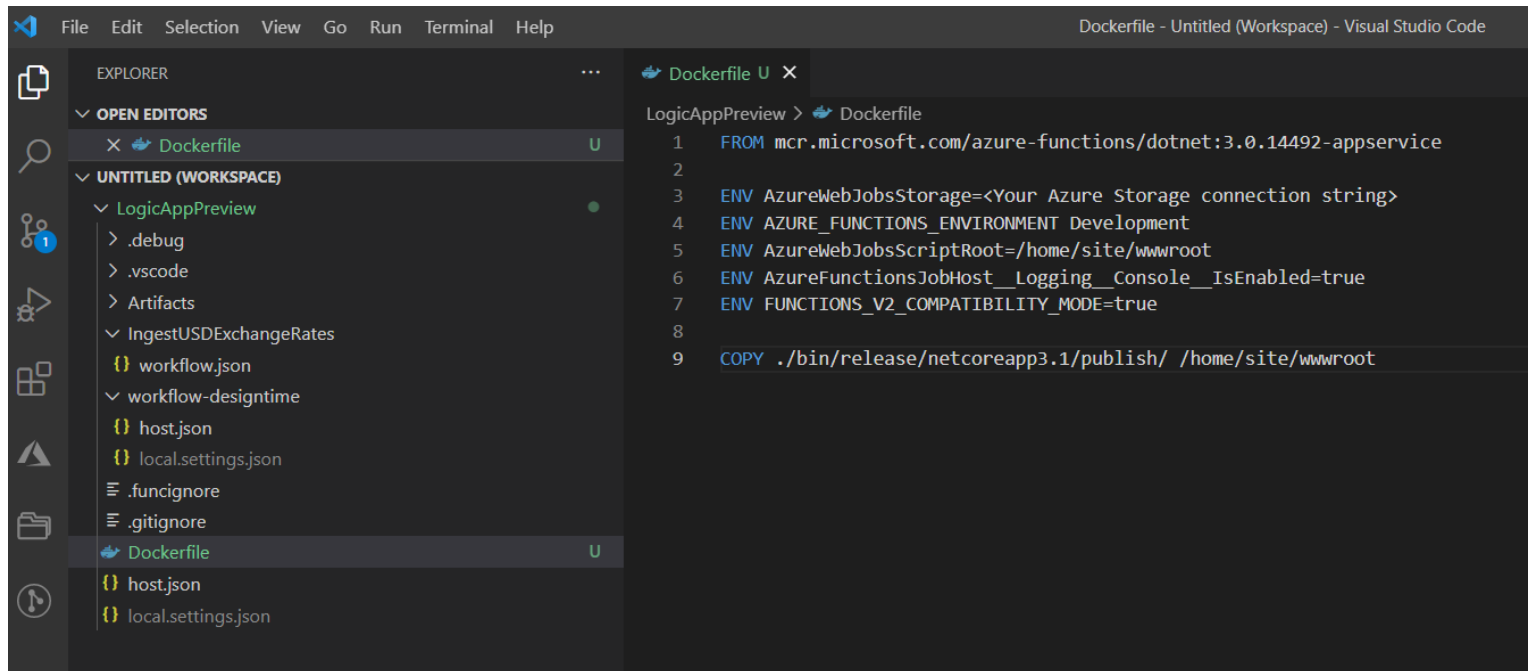 File Edit Selection View Go Run Terminal Help
Dockerfile - Untitled (Workspace) - Visual Studio Code
EXPLORER
OPEN EDITORS
Dockerfile U
UNTITLED (WORKSPACE)
LogicAppPreview
.debug
.vscode
Artifacts
IngestUSDExchangeRates
{} workflow.json
workflow-designtime
{} host.json
{} local.settings.json
.funcignore
.gitignore
Dockerfile U
{} host.json
{} local.settings.json
1
Dockerfile U
LogicAppPreview > Dockerfile
1 FROM mcr.microsoft.com/azure-functions/dotnet:3.0.14492-appservice
2
3 ENV AzureWebJobsStorage=<Your Azure Storage connection string>
4 ENV AZURE_FUNCTIONS_ENVIRONMENT Development
5 ENV AzureWebJobsScriptRoot=/home/site/wwwroot
6 ENV AzureFunctionsJobHost__Logging__Console__IsEnabled=true
7 ENV FUNCTIONS_V2_COMPATIBILITY_MODE=true
8
9 COPY ./bin/release/netcoreapp3.1/publish/ /home/site/wwwroot